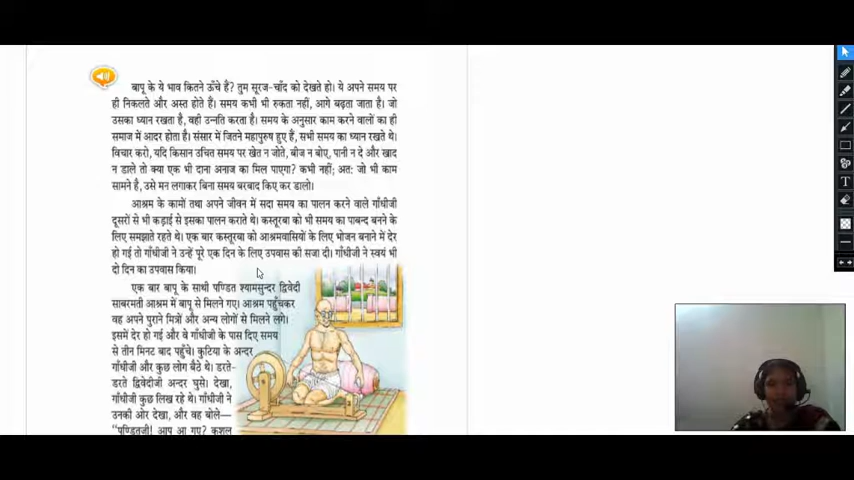 बापू के ये भाव कितने ऊँचे हैं? तुम सूरज-चाँद को देखते हो। ये अपने समय पर
ही निकलते और अस्त होते हैं। समय कभी भी रुकता नहीं, आगे बढ़ता जाता है। जो
उसका ध्यान रखता है, वही उन्नति करता है। समय के अनुसार काम करने वालों का ही
समाज में आदर होता है। संसार में जितने महापुरुष हुए हैं, सभी समय का ध्यान रखते थे।
विचार करो, यदि किसान उचित समय पर खेत न जोते, बीज न बोए, पानी न दे और खाद
न डाले तो क्या एक भी दाना अनाज का मिल पाएगा? कभी नहीं; अतः जो भी काम
सामने है, उसे मन लगाकर बिना समय बरबाद किए कर डालो।
आश्रम के कामों तथा अपने जीवन में सदा समय का पालन करने वाले गाँधीजी
दूसरों से भी कड़ाई से इसका पालन कराते थे। कस्तूरबा को भी समय का पाबन्द बनने के
लिए समझाते रहते थे। एक बार कस्तूरबा को आश्रमवासियों के लिए भोजन बनाने में देर
हो गई तो गाँधीजी ने उन्हें पूरे एक दिन के लिए उपवास की सजा दी। गाँधीजी ने स्वयं भी
दो दिन का उपवास किया।
एक बार बापू के साथी पण्डित श्यामसुन्दर द्विवेदी
साबरमती आश्रम में बापू से मिलने गए। आश्रम पहुँचकर
वह अपने पुराने मित्रों और अन्य लोगों से मिलने लगे।
इसमें देर हो गई और वे गाँधीजी के पास दिए समय
से तीन मिनट बाद पहुँचे। कुटिया के अन्दर
गाँधीजी और कुछ लोग बैठे थे। डरते-
डरते द्विवेदीजी अन्दर घुसे। देखा,
गाँधीजी कुछ लिख रहे थे। गाँधीजी ने
उनकी ओर देखा, और वह बोले—
"पण्डितजी! आप आ गए? कुशल
T